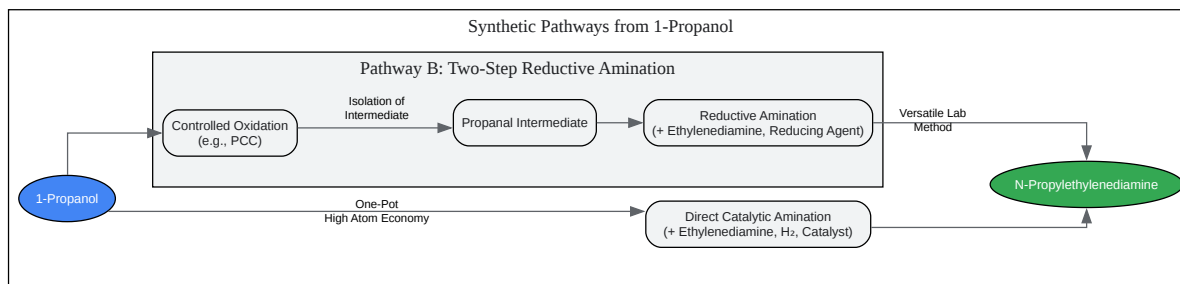 Synthetic Pathways from 1-Propanol
Pathway B: Two-Step Reductive Amination
Controlled Oxidation
(e.g., PCC)
Isolation of
Intermediate
Propanal Intermediate
Reductive Amination
(+ Ethylenediamine, Reducing Agent)
Versatile Lab
Method
1-Propanol
N-Propylethylenediamine
One-Pot
High Atom Economy
Direct Catalytic Amination
(+ Ethylenediamine, H₂, Catalyst)